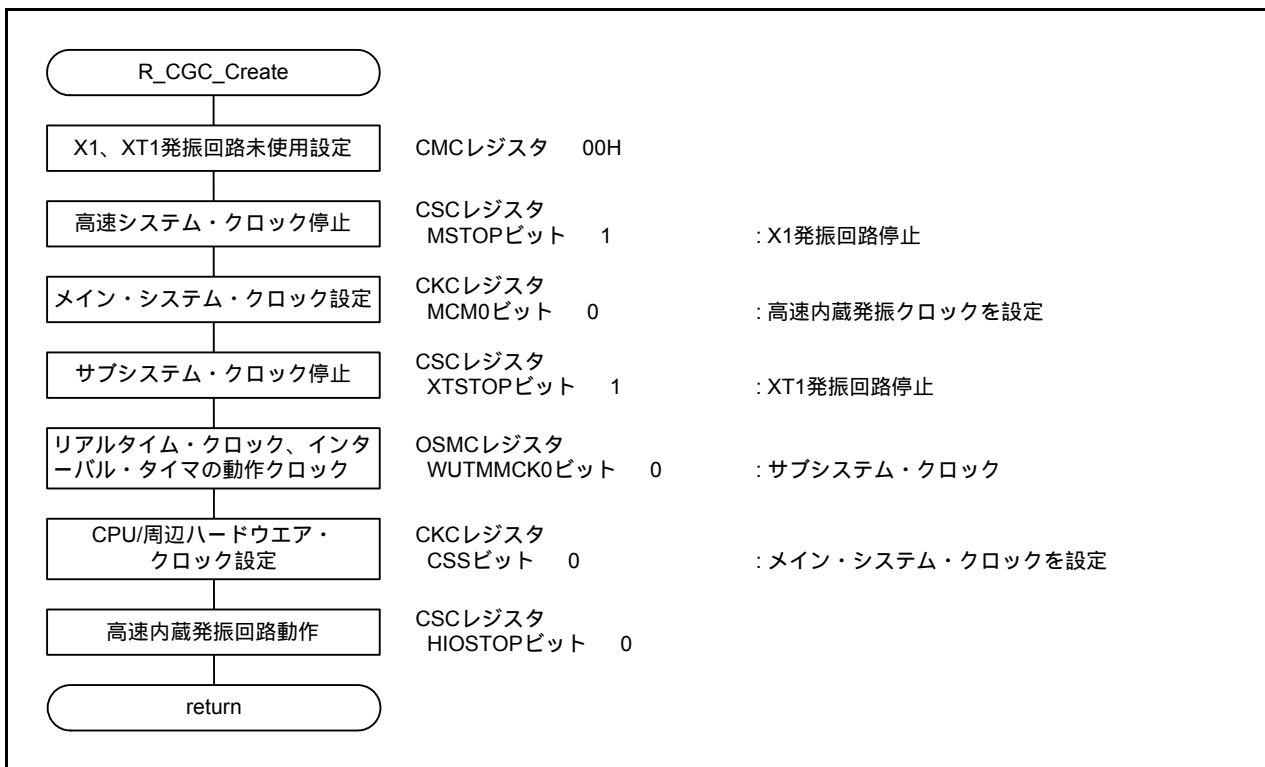 R_CGC_Create
X1、XT1発振回路未使用設定
CMCレジスタ 00H
高速システム・クロック停止
CSCレジスタ
MSTOPビット 1 : X1発振回路停止
メイン・システム・クロック設定
CKCレジスタ
MCM0ビット 0 : 高速内蔵発振クロックを設定
サブシステム・クロック停止
CSCレジスタ
XTSTOPビット 1 : XT1発振回路停止
リアルタイム・クロック、インタ
ーバル・タイマの動作クロック
OSMCレジスタ
WUTMMCK0ビット 0 : サブシステム・クロック
CPU/周辺ハードウエア・
クロック設定
CKCレジスタ
CSSビット 0 : メイン・システム・クロックを設定
高速内蔵発振回路動作
CSCレジスタ
HIOSTOPビット 0
return